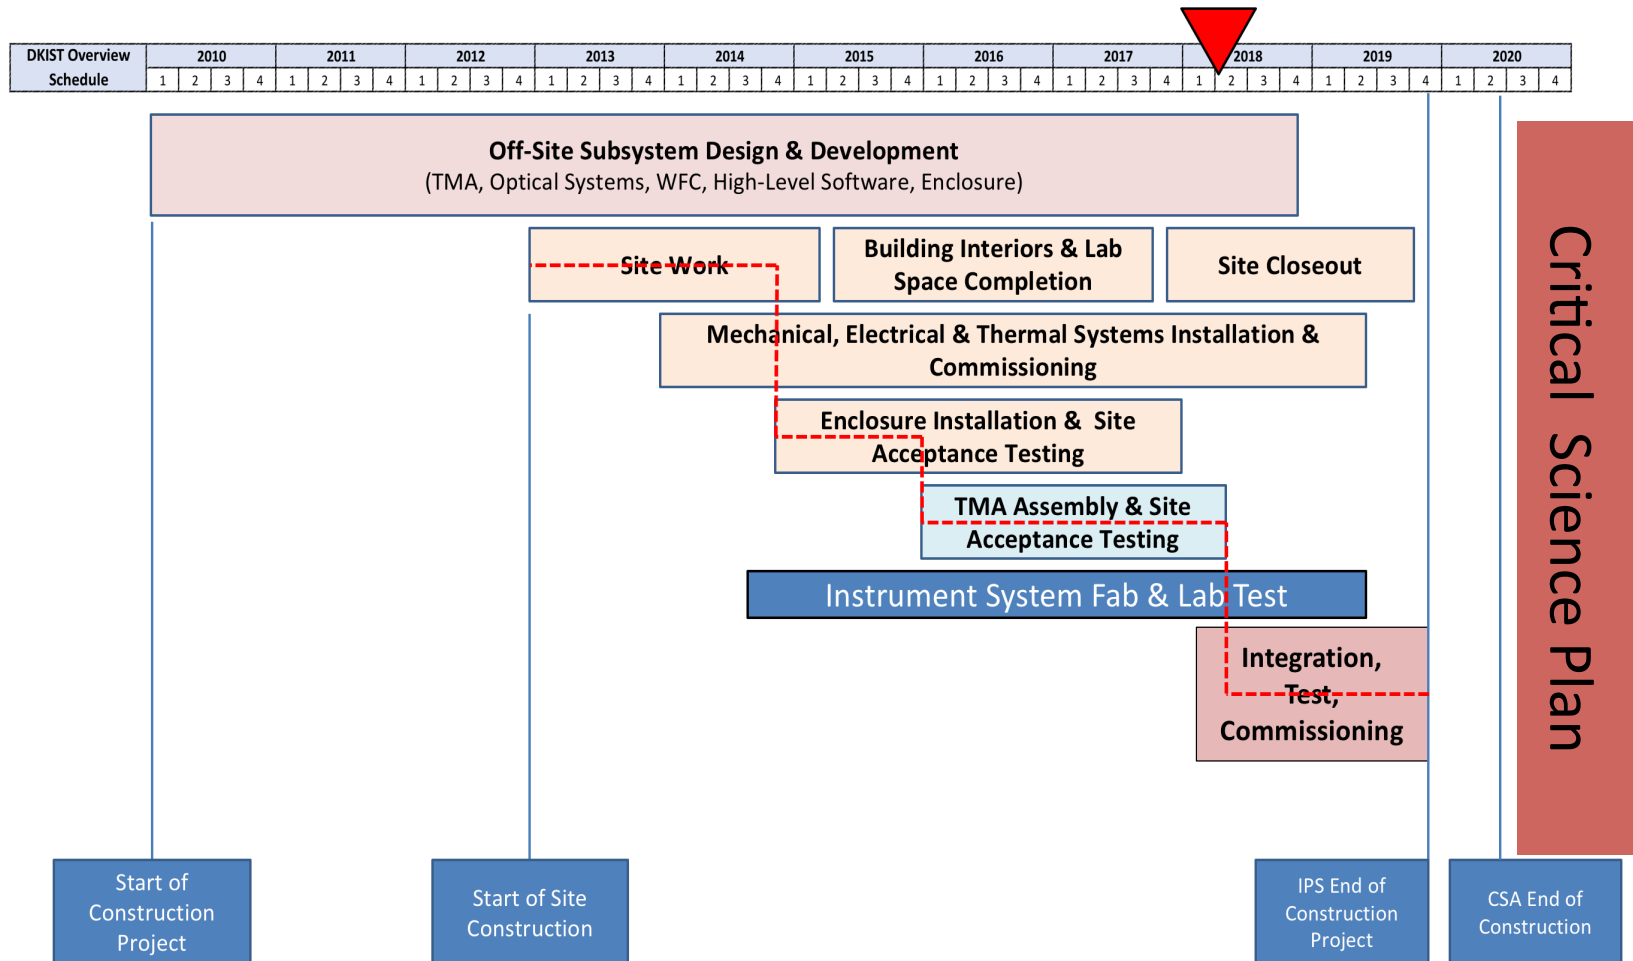 DKIST Overview
Schedule
2010 2011 2012 2013 2014 2015 2016 2017 2018 2019 2020
1 2 3 4 1 2 3 4 1 2 3 4 1 2 3 4 1 2 3 4 1 2 3 4 1 2 3 4 1 2 3 4 1 2 3 4 1 2 3 4 1 2 3 4
Off-Site Subsystem Design & Development
(TMA, Optical Systems, WFC, High-Level Software, Enclosure)
Site Work
Building Interiors & Lab
Space Completion
Site Closeout
Mechanical, Electrical & Thermal Systems Installation &
Commissioning
Enclosure Installation & Site
Acceptance Testing
TMA Assembly & Site
Acceptance Testing
Instrument System Fab & Lab Test
Integration,
Test,
Commissioning
Critical Science Plan
Start of
Construction
Project
Start of Site
Construction
IPS End of
Construction
Project
CSA End of
Construction